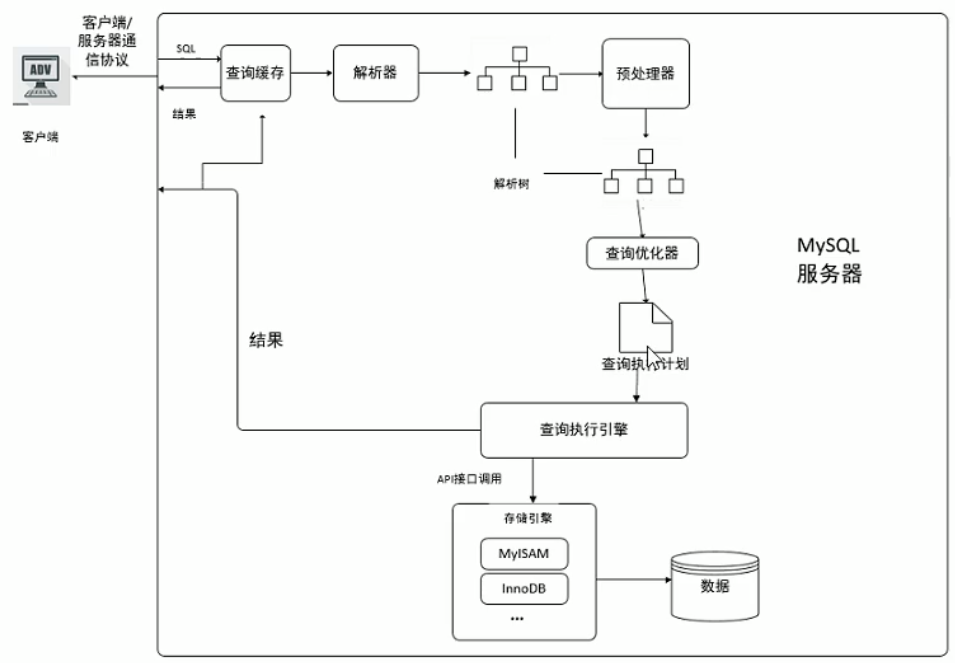 客户端/
服务器通
信协议
ADV
客户端
SQL
结果
查询缓存
解析器
预处理器
解析树
查询优化器
MySQL
服务器
查询执行计划
结果
查询执行引擎
API接口调用
存储引擎
MyISAM
InnoDB
...
数据